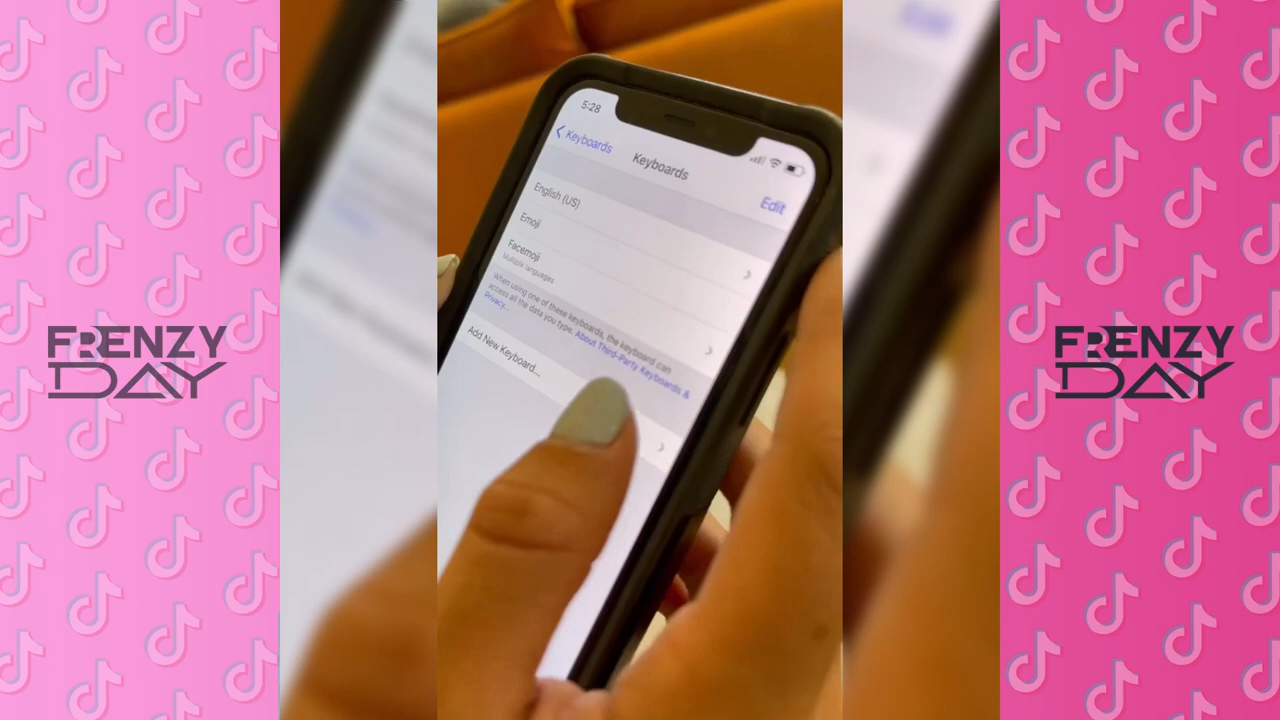 FRENZY
DAY
5:28
Keyboards
Keyboards
Edit
English (US)
Emoji
Facemoji
Multiple languages
When using one of these keyboards, the keyboard can
access all the data you type. About Third-Party Keyboards &
Privacy...
Add New Keyboard...
FRENZY
DAY